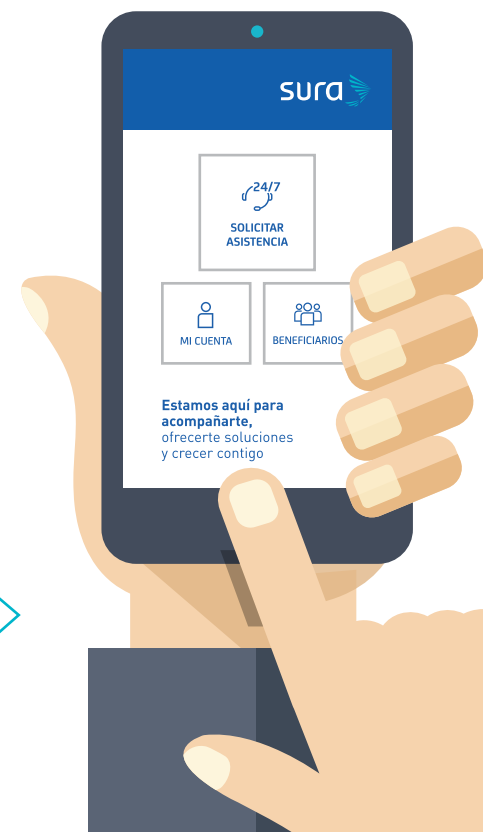 sura
24/7
SOLICITAR
ASISTENCIA
MI CUENTA
BENEFICIARIOS
Estamos aquí para
acompañarte,
ofrecerte soluciones
y crecer contigo